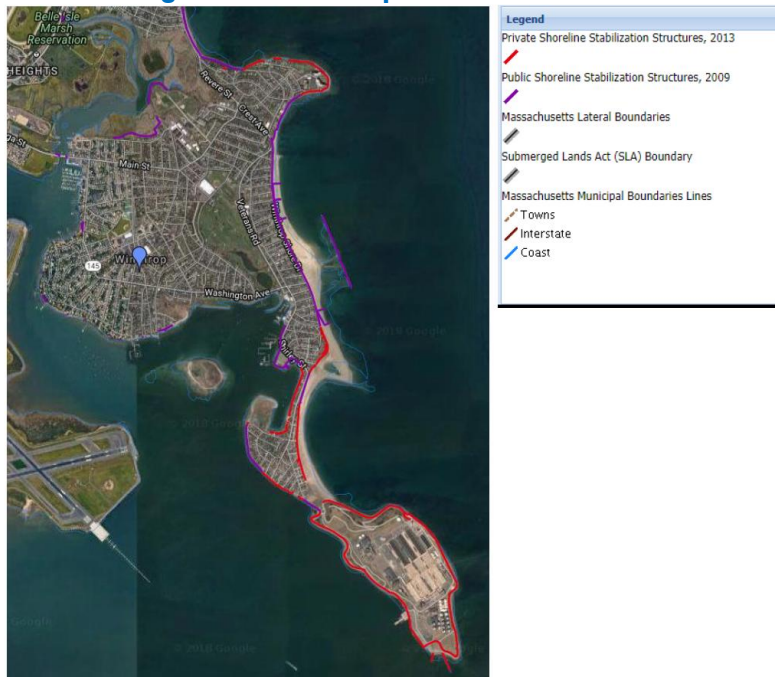 Belle Isle
Marsh
Reservation
HEIGHTS
Revere St
Crest Ave
Main St
Veterans Rd
145
Washington Ave
Shirley St
© 2018 Google
Legend
Private Shoreline Stabilization Structures, 2013
Public Shoreline Stabilization Structures, 2009
Massachusetts Lateral Boundaries
Submerged Lands Act (SLA) Boundary
Massachusetts Municipal Boundaries Lines
Towns
Interstate
Coast